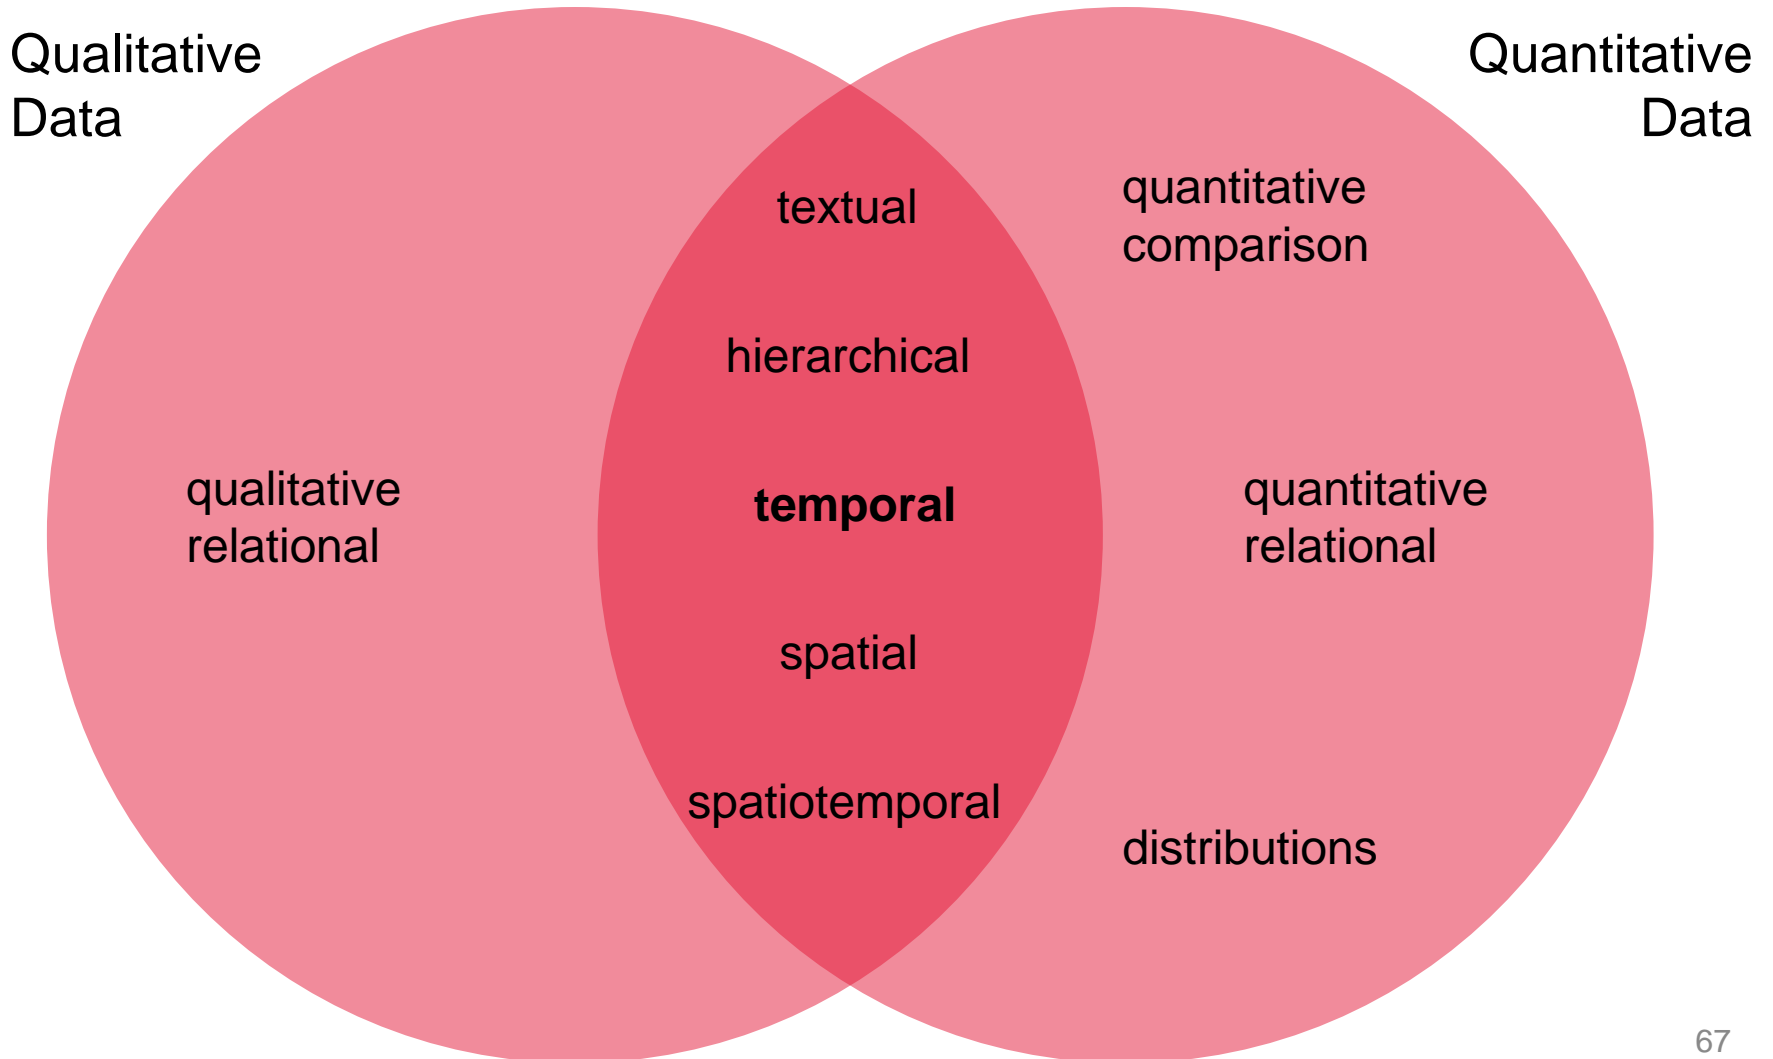 Qualitative
Data
Quantitative
Data
textual
hierarchical
temporal
spatial
spatiotemporal
qualitative
relational
quantitative
comparison
quantitative
relational
distributions
67